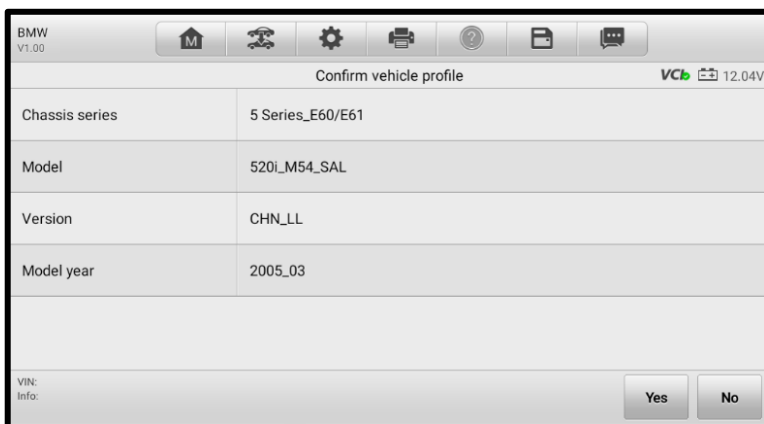 BMW
V1.00
M
?
Confirm vehicle profile
VCI 12.04V
Chassis series 5 Series_E60/E61
Model 520i_M54_SAL
Version CHN_LL
Model year 2005_03
VIN:
Info:
Yes No